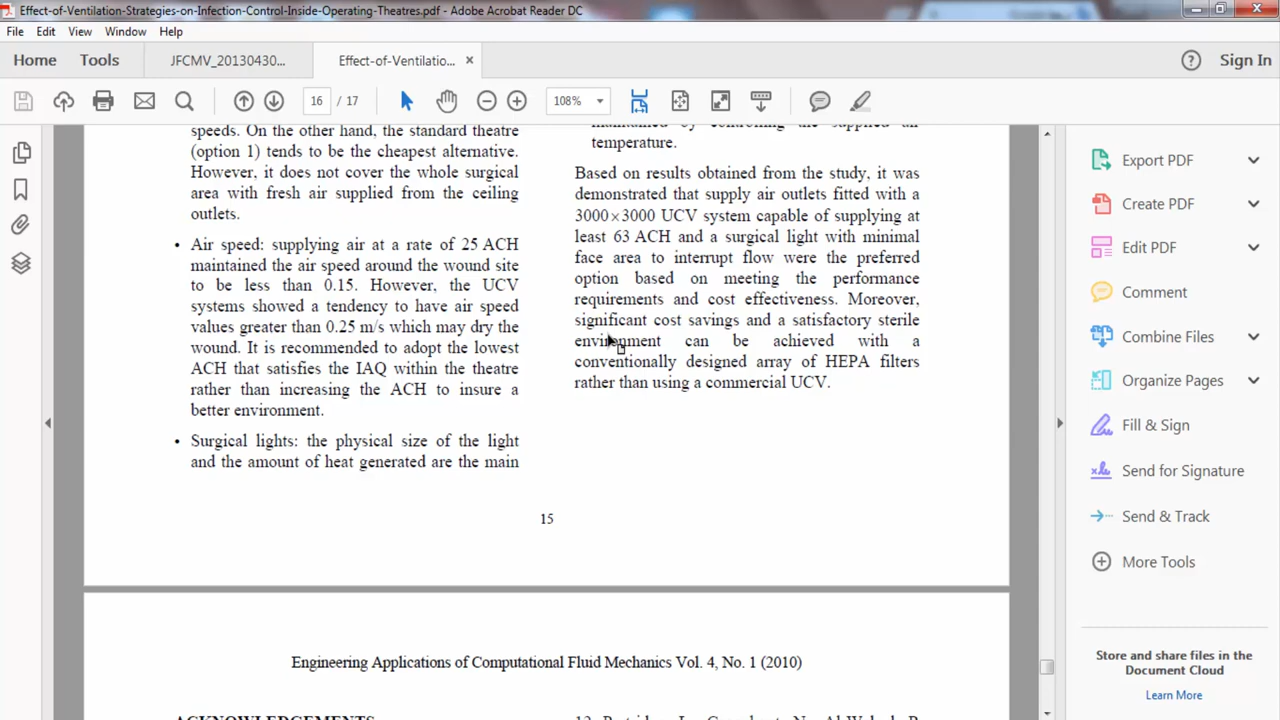 Effect-of-Ventilation-Strategies-on-Infection-Control-Inside-Operating-Theatres.pdf - Adobe Acrobat Reader DC
File Edit View Window Help
Home Tools JFCMV_20130430... Effect-of-Ventilatio... × Sign In
16 / 17 108%
speeds. On the other hand, the standard theatre
(option 1) tends to be the cheapest alternative.
However, it does not cover the whole surgical
area with fresh air supplied from the ceiling
outlets.
• Air speed: supplying air at a rate of 25 ACH
maintained the air speed around the wound site
to be less than 0.15. However, the UCV
systems showed a tendency to have air speed
values greater than 0.25 m/s which may dry the
wound. It is recommended to adopt the lowest
ACH that satisfies the IAQ within the theatre
rather than increasing the ACH to insure a
better environment.
• Surgical lights: the physical size of the light
and the amount of heat generated are the main
maintained by controlling the supplied air
temperature.
Based on results obtained from the study, it was
demonstrated that supply air outlets fitted with a
3000×3000 UCV system capable of supplying at
least 63 ACH and a surgical light with minimal
face area to interrupt flow were the preferred
option based on meeting the performance
requirements and cost effectiveness. Moreover,
significant cost savings and a satisfactory sterile
environment can be achieved with a
conventionally designed array of HEPA filters
rather than using a commercial UCV.
15
Engineering Applications of Computational Fluid Mechanics Vol. 4, No. 1 (2010)
ACKNOWLEDGEMENTS
Export PDF
Create PDF
Edit PDF
Comment
Combine Files
Organize Pages
Fill & Sign
Send for Signature
Send & Track
More Tools
Store and share files in the
Document Cloud
Learn More